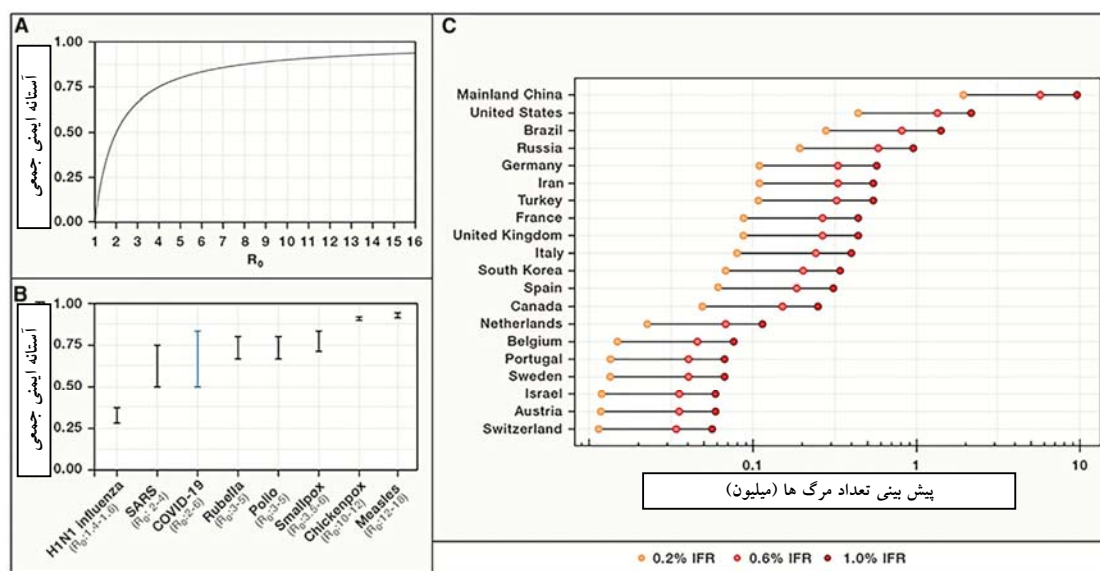 A
آستانه ایمنی جمعی
1.00
0.75
0.50
0.25
0.00
1 2 3 4 5 6 7 8 9 10 11 12 13 14 15 16
R₀
B
آستانه ایمنی جمعی
1.00
0.75
0.50
0.25
0.00
H1N1 influenza
(R₀:1.4-1.6)
SARS
(R₀: 2-4)
COVID-19
(R₀:2-6)
Rubella
(R₀:3-5)
Polio
(R₀:3-5)
Smallpox
(R₀:3.5-6)
Chickenpox
(R₀:10-12)
Measles
(R₀:12-18)
C
Mainland China
United States
Brazil
Russia
Germany
Iran
Turkey
France
United Kingdom
Italy
South Korea
Spain
Canada
Netherlands
Belgium
Portugal
Sweden
Israel
Austria
Switzerland
0.1 1 10
پیش بینی تعداد مرگ ها (میلیون)
0.2% IFR 0.6% IFR 1.0% IFR